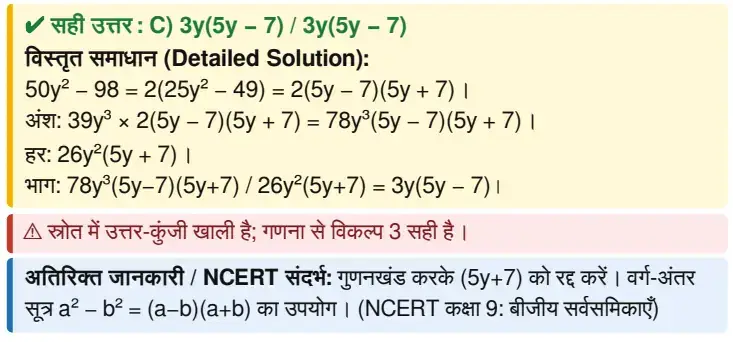 ✔ सही उत्तर : C) 3y(5y − 7) / 3y(5y − 7)
विस्तृत समाधान (Detailed Solution):
50y² − 98 = 2(25y² − 49) = 2(5y − 7)(5y + 7) ।
अंश: 39y³ × 2(5y − 7)(5y + 7) = 78y³(5y − 7)(5y + 7) ।
हर: 26y²(5y + 7) ।
भाग: 78y³(5y−7)(5y+7) / 26y²(5y+7) = 3y(5y − 7)।
⚠ स्रोत में उत्तर-कुंजी खाली है; गणना से विकल्प 3 सही है ।
अतिरिक्त जानकारी / NCERT संदर्भ: गुणनखंड करके (5y+7) को रद्द करें । वर्ग-अंतर
सूत्र a² − b² = (a−b)(a+b) का उपयोग । (NCERT कक्षा 9: बीजीय सर्वसमिकाएँ)